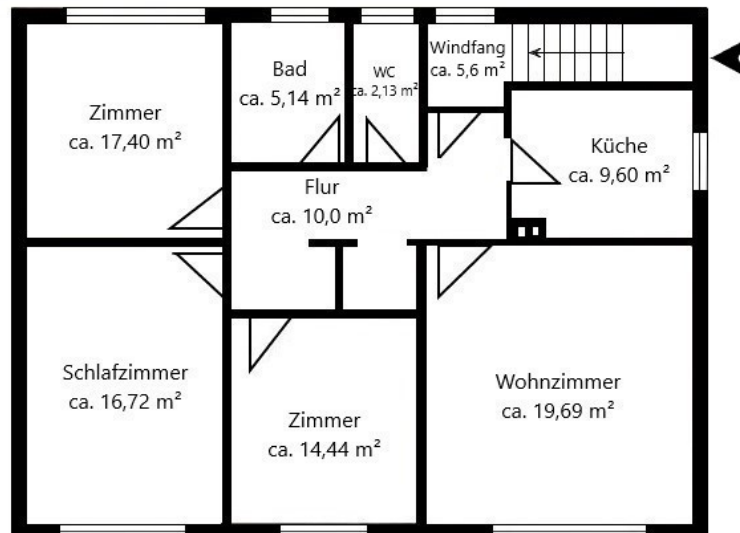 Zimmer
ca. 17,40 m²
Bad
ca. 5,14 m²
WC
ca. 2,13 m²
Windfang
ca. 5,6 m²
Küche
ca. 9,60 m²
Flur
ca. 10,0 m²
Schlafzimmer
ca. 16,72 m²
Zimmer
ca. 14,44 m²
Wohnzimmer
ca. 19,69 m²